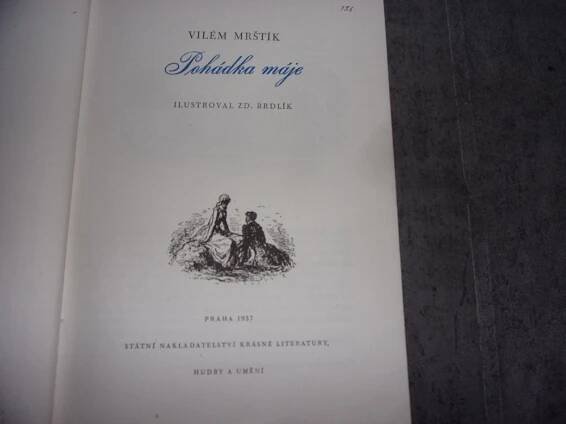 VILÉM MRŠTÍK
Pohádka máje
ILUSTROVAL ZD. BRDLÍK
PRAHA 1957
STÁTNÍ NAKLADATELSTVÍ KRÁSNÉ LITERATURY,
HUDBY A UMĚNÍ